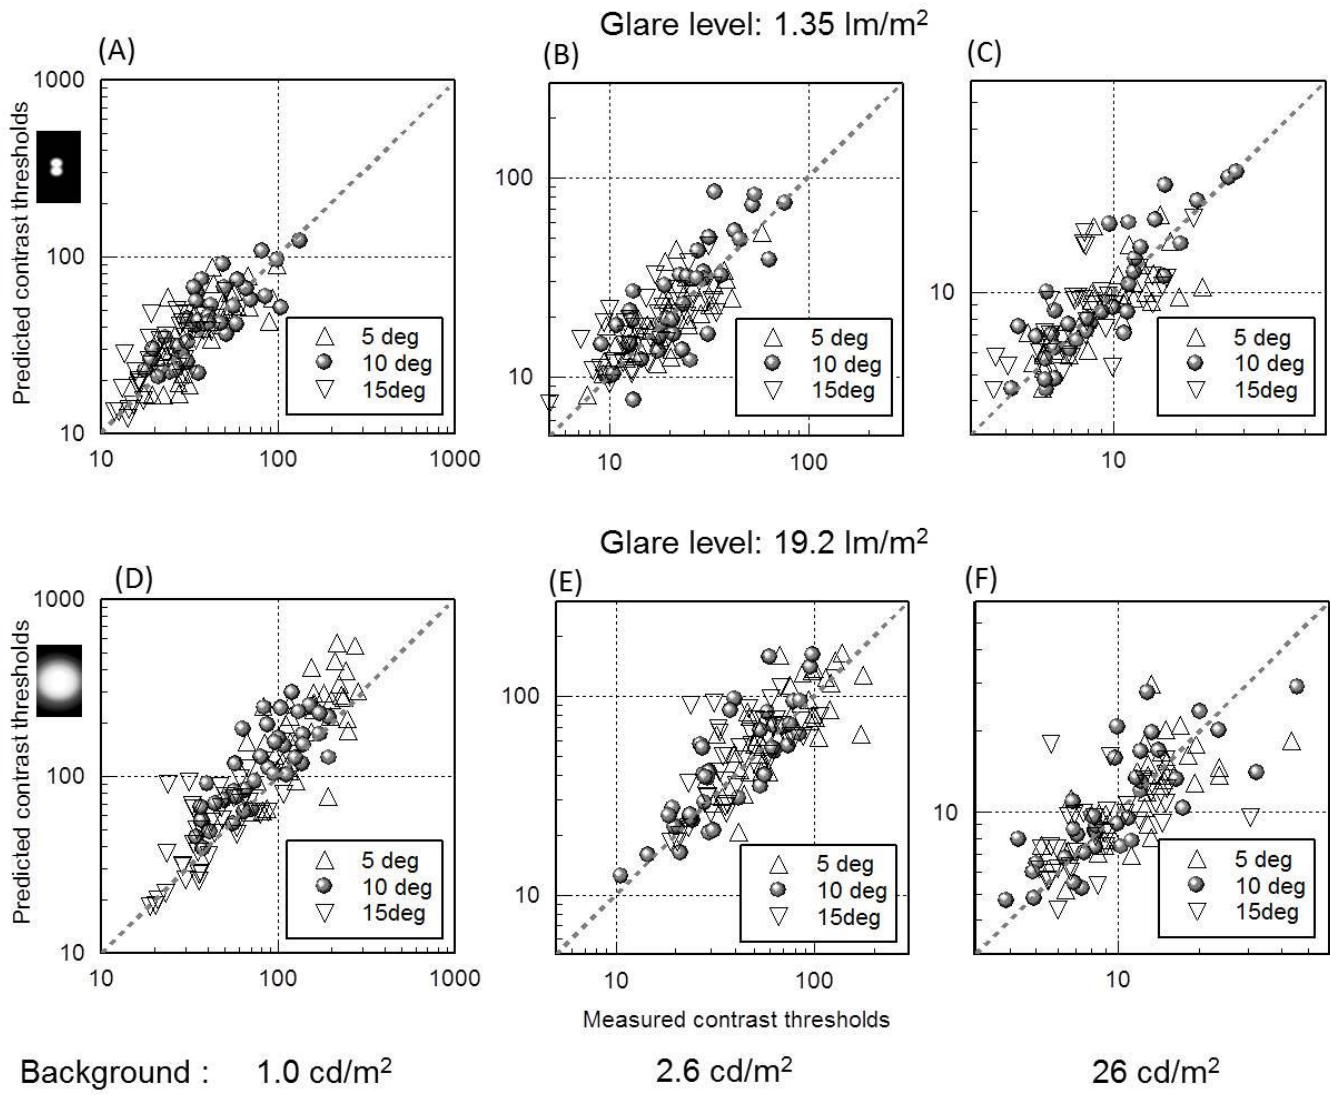 Glare level: 1.35 lm/m²
(A)
(B)
(C)
Predicted contrast thresholds
1000
100
10
10 100 1000
5 deg
10 deg
15deg
100
10
10 100
5 deg
10 deg
15deg
10
10
5 deg
10 deg
15deg
Glare level: 19.2 lm/m²
(D)
(E)
(F)
Predicted contrast thresholds
1000
100
10
10 100 1000
5 deg
10 deg
15deg
100
10
10 100
5 deg
10 deg
15deg
10
10
5 deg
10 deg
15deg
Measured contrast thresholds
Background : 1.0 cd/m² 2.6 cd/m² 26 cd/m²